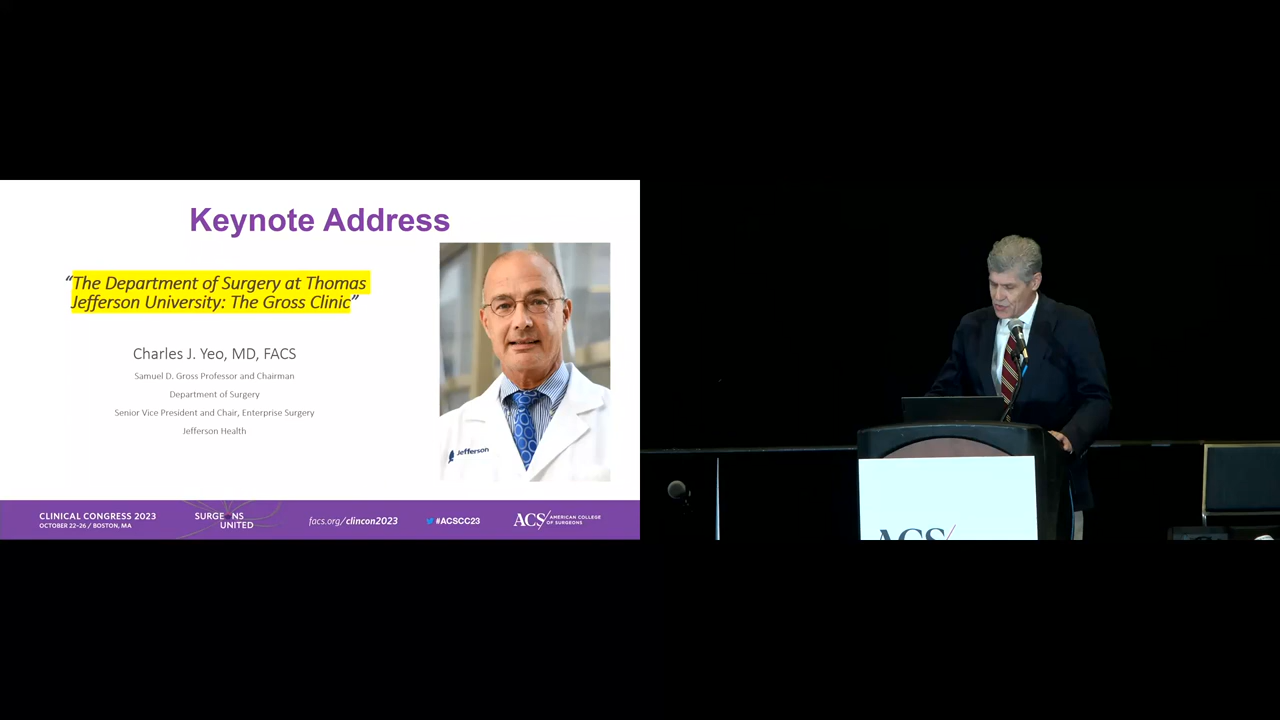 Keynote Address
“The Department of Surgery at Thomas
Jefferson University: The Gross Clinic”
Charles J. Yeo, MD, FACS
Samuel D. Gross Professor and Chairman
Department of Surgery
Senior Vice President and Chair, Enterprise Surgery
Jefferson Health
Jefferson
CLINICAL CONGRESS 2023
OCTOBER 22–26 / BOSTON, MA
SURGEONS
UNITED
facs.org/clincon2023
#ACSCC23
ACS
AMERICAN COLLEGE
OF SURGEONS
ACS